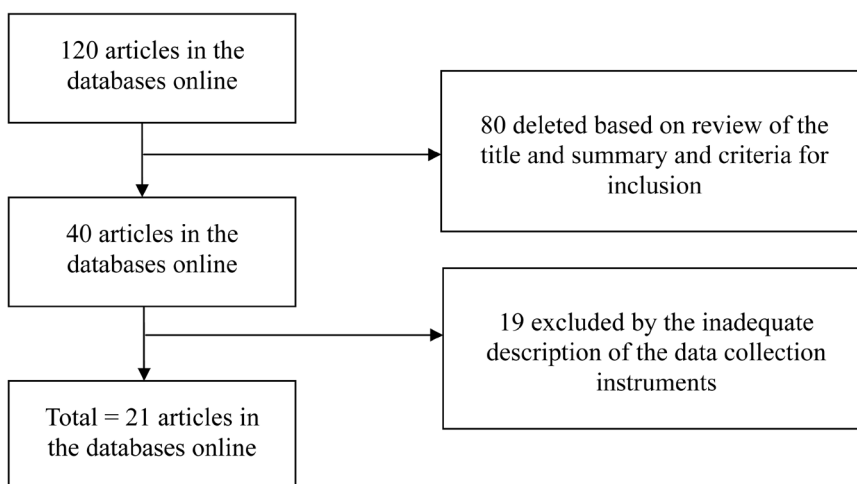 120 articles in the
databases online
80 deleted based on review of the
title and summary and criteria for
inclusion
40 articles in the
databases online
19 excluded by the inadequate
description of the data collection
instruments
Total = 21 articles in
the databases online